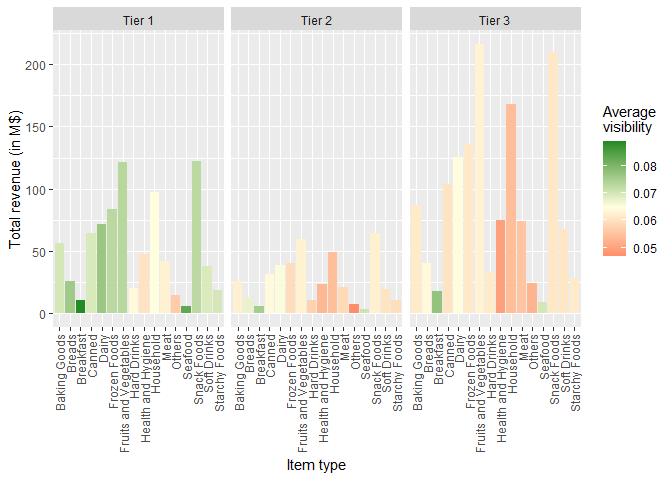 Tier 1
Tier 2
Tier 3
Total revenue (in M$)
200
150
100
50
0
Baking Goods
Breads
Breakfast
Canned
Dairy
Frozen Foods
Fruits and Vegetables
Hard Drinks
Health and Hygiene
Household
Meat
Others
Seafood
Snack Foods
Soft Drinks
Starchy Foods
Baking Goods
Breads
Breakfast
Canned
Dairy
Frozen Foods
Fruits and Vegetables
Hard Drinks
Health and Hygiene
Household
Meat
Others
Seafood
Snack Foods
Soft Drinks
Starchy Foods
Baking Goods
Breads
Breakfast
Canned
Dairy
Frozen Foods
Fruits and Vegetables
Hard Drinks
Health and Hygiene
Household
Meat
Others
Seafood
Snack Foods
Soft Drinks
Starchy Foods
Item type
Average
visibility
0.08
0.07
0.06
0.05